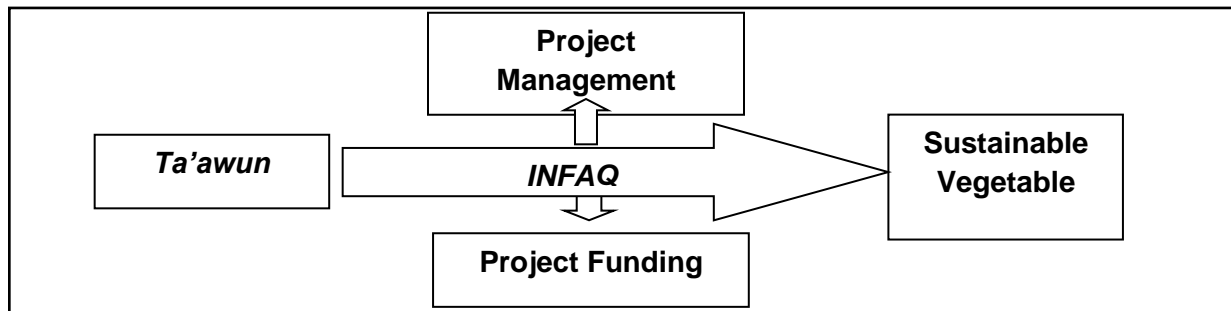 Project
Management
Ta'awun
INFAQ
Sustainable
Vegetable
Project Funding